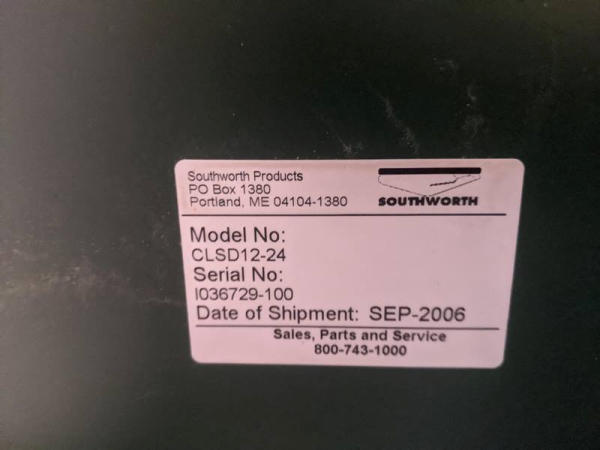 Southworth Products
PO Box 1380
Portland, ME 04104-1380
SOUTHWORTH
Model No:
CLSD12-24
Serial No:
I036729-100
Date of Shipment: SEP-2006
Sales, Parts and Service
800-743-1000